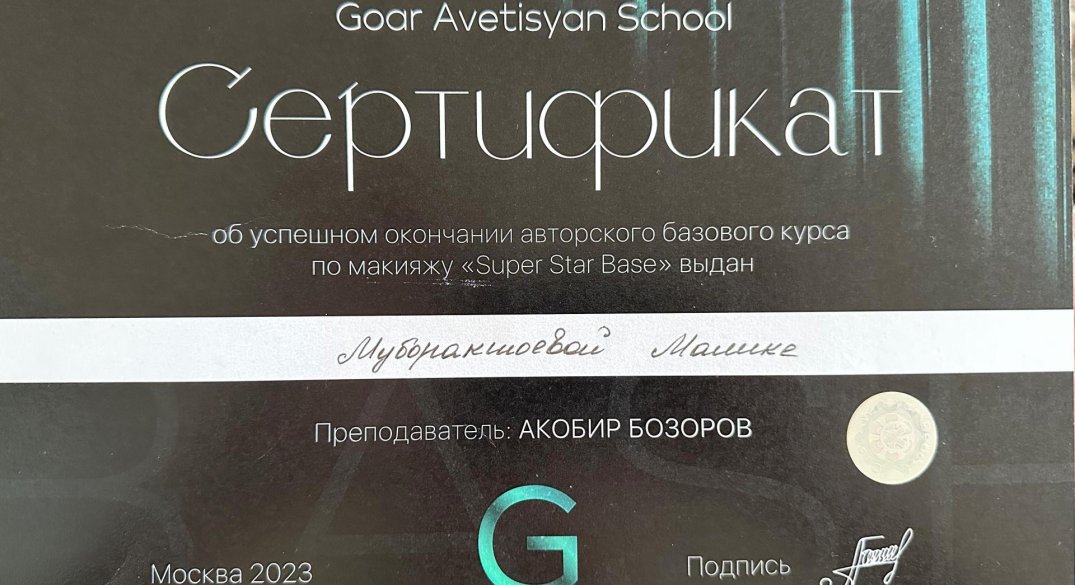 Goar Avetisyan School
Сертификат
об успешном окончании авторского базового курса
по макияжу «Super Star Base» выдан
Муборакшоевой Малике
Преподаватель: АКОБИР БОЗОРОВ
G
Москва 2023
Подпись